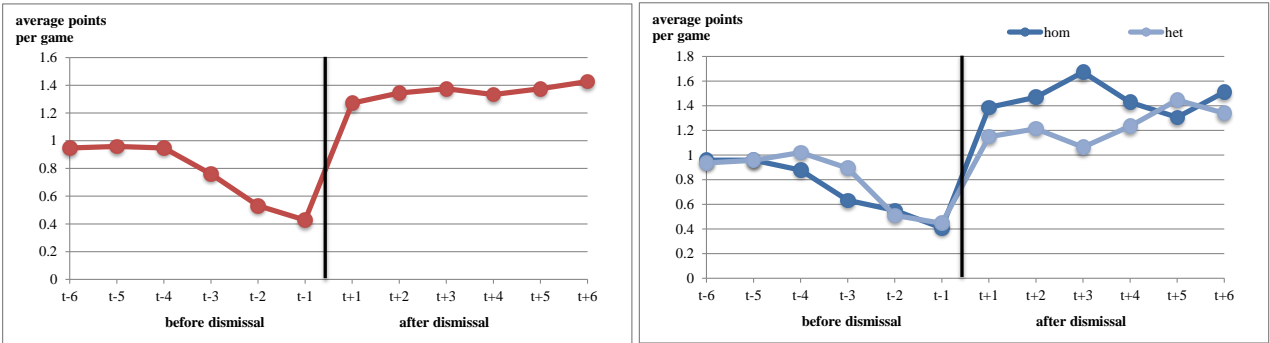 average points
per game
1.6
1.4
1.2
1
0.8
0.6
0.4
0.2
0
t-6 t-5 t-4 t-3 t-2 t-1 t+1 t+2 t+3 t+4 t+5 t+6
before dismissal after dismissal
average points
per game
hom het
1.8
1.6
1.4
1.2
1
0.8
0.6
0.4
0.2
0
t-6 t-5 t-4 t-3 t-2 t-1 t+1 t+2 t+3 t+4 t+5 t+6
before dismissal after dismissal